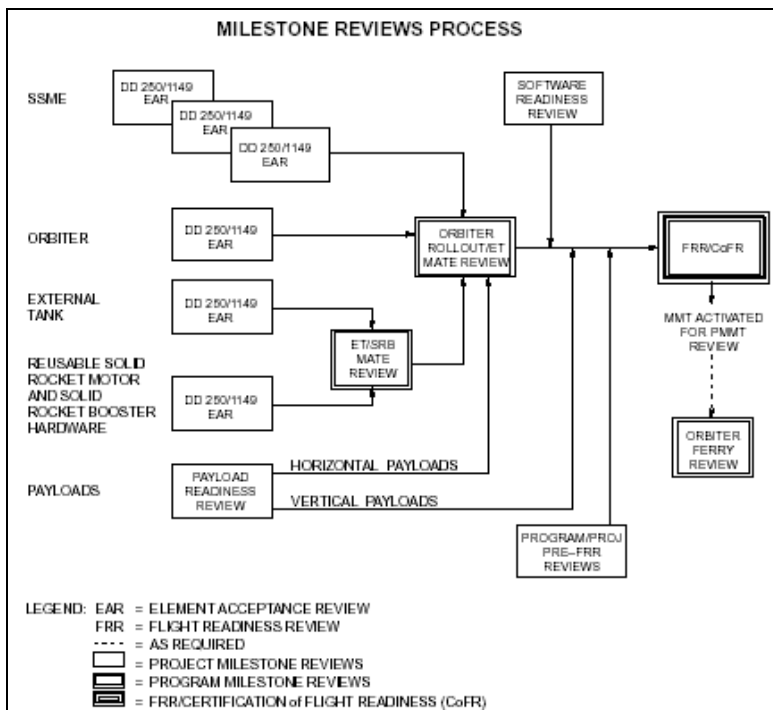 MILESTONE REVIEWS PROCESS
SSME
DD 250/1149
EAR
DD 250/1149
EAR
DD 250/1149
EAR
SOFTWARE
READINESS
REVIEW
ORBITER
DD 250/1149
EAR
ORBITER
ROLLOUT/ET
MATE REVIEW
FRR/CoFR
EXTERNAL
TANK
DD 250/1149
EAR
MMT ACTIVATED
FOR PMMT
REVIEW
ET/SRB
MATE
REVIEW
REUSABLE SOLID
ROCKET MOTOR
AND SOLID
ROCKET BOOSTER
HARDWARE
DD 250/1149
EAR
ORBITER
FERRY
REVIEW
PAYLOADS
PAYLOAD
READINESS
REVIEW
HORIZONTAL PAYLOADS
VERTICAL PAYLOADS
PROGRAM/PROJ
PRE-FRR
REVIEWS
LEGEND: EAR = ELEMENT ACCEPTANCE REVIEW
FRR = FLIGHT READINESS REVIEW
---- = AS REQUIRED
= PROJECT MILESTONE REVIEWS
= PROGRAM MILESTONE REVIEWS
= FRR/CERTIFICATION of FLIGHT READINESS (CoFR)